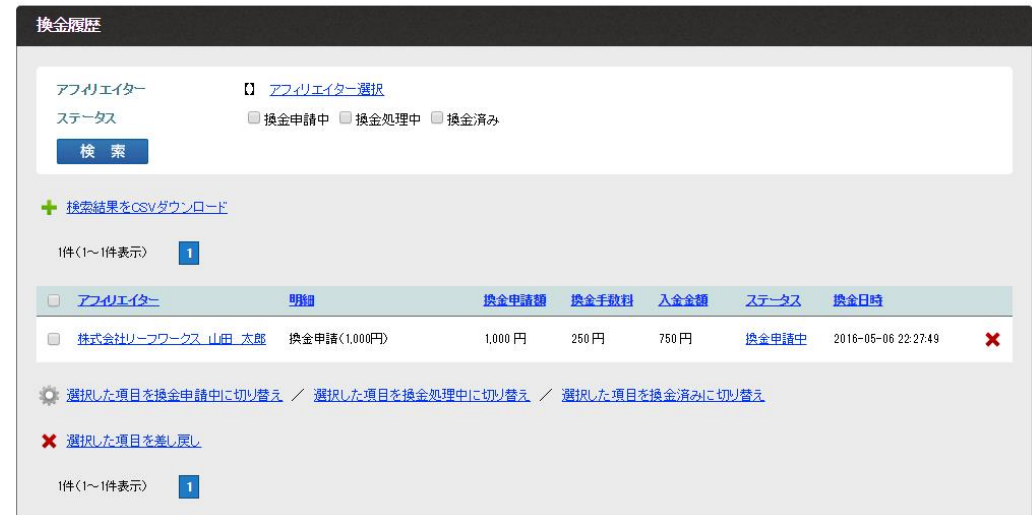 換金履歴
アフィリエイター 【】 アフィリエイター選択
ステータス 換金申請中 換金処理中 換金済み
検 索
検索結果をCSVダウンロード
1件(1~1件表示) 1
アフィリエイター 明細 換金申請額 換金手数料 入金金額 ステータス 換金日時
株式会社リーフワークス 山田 太郎 換金申請(1,000円) 1,000 円 250 円 750 円 換金申請中 2016-05-06 22:27:49
選択した項目を換金申請中に切り替え / 選択した項目を換金処理中に切り替え / 選択した項目を換金済みに切り替え
選択した項目を差し戻し
1件(1~1件表示) 1